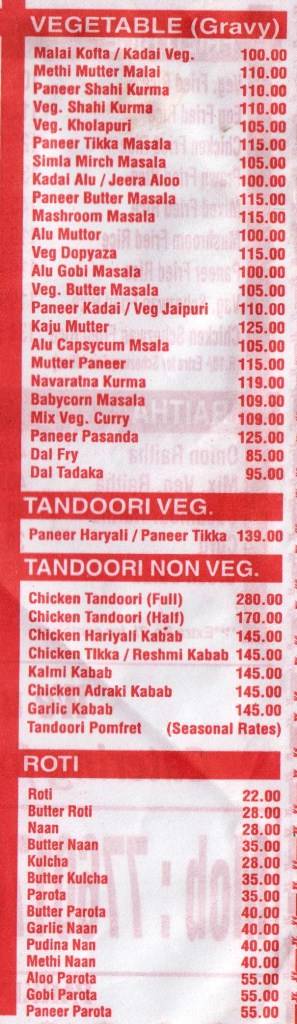 VEGETABLE (Gravy)
Malai Kofta / Kadai Veg. 100.00
Methi Mutter Malai 110.00
Paneer Shahi Kurma 110.00
Veg. Shahi Kurma 110.00
Veg. Kholapuri 105.00
Paneer Tikka Masala 115.00
Simla Mirch Masala 105.00
Kadai Alu / Jeera Aloo 100.00
Paneer Butter Masala 115.00
Mashroom Masala 115.00
Alu Muttor 100.00
Veg Dopyaza 115.00
Alu Gobi Masala 100.00
Veg. Butter Masala 105.00
Paneer Kadai / Veg Jaipuri 110.00
Kaju Mutter 125.00
Alu Capsycum Msala 105.00
Mutter Paneer 115.00
Navaratna Kurma 119.00
Babycorn Masala 109.00
Mix Veg. Curry 109.00
Paneer Pasanda 125.00
Dal Fry 85.00
Dal Tadaka 95.00
TANDOORI VEG.
Paneer Haryali / Paneer Tikka 139.00
TANDOORI NON VEG.
Chicken Tandoori (Full) 280.00
Chicken Tandoori (Half) 170.00
Chicken Hariyali Kabab 145.00
Chicken TIkka / Reshmi Kabab 145.00
Kalmi Kabab 145.00
Chicken Adraki Kabab 145.00
Garlic Kabab 145.00
Tandoori Pomfret (Seasonal Rates)
ROTI
Roti 22.00
Butter Roti 28.00
Naan 28.00
Butter Naan 35.00
Kulcha 28.00
Butter Kulcha 35.00
Parota 35.00
Butter Parota 40.00
Garlic Naan 40.00
Pudina Nan 40.00
Methi Naan 40.00
Aloo Parota 55.00
Gobi Parota 55.00
Paneer Parota 55.00